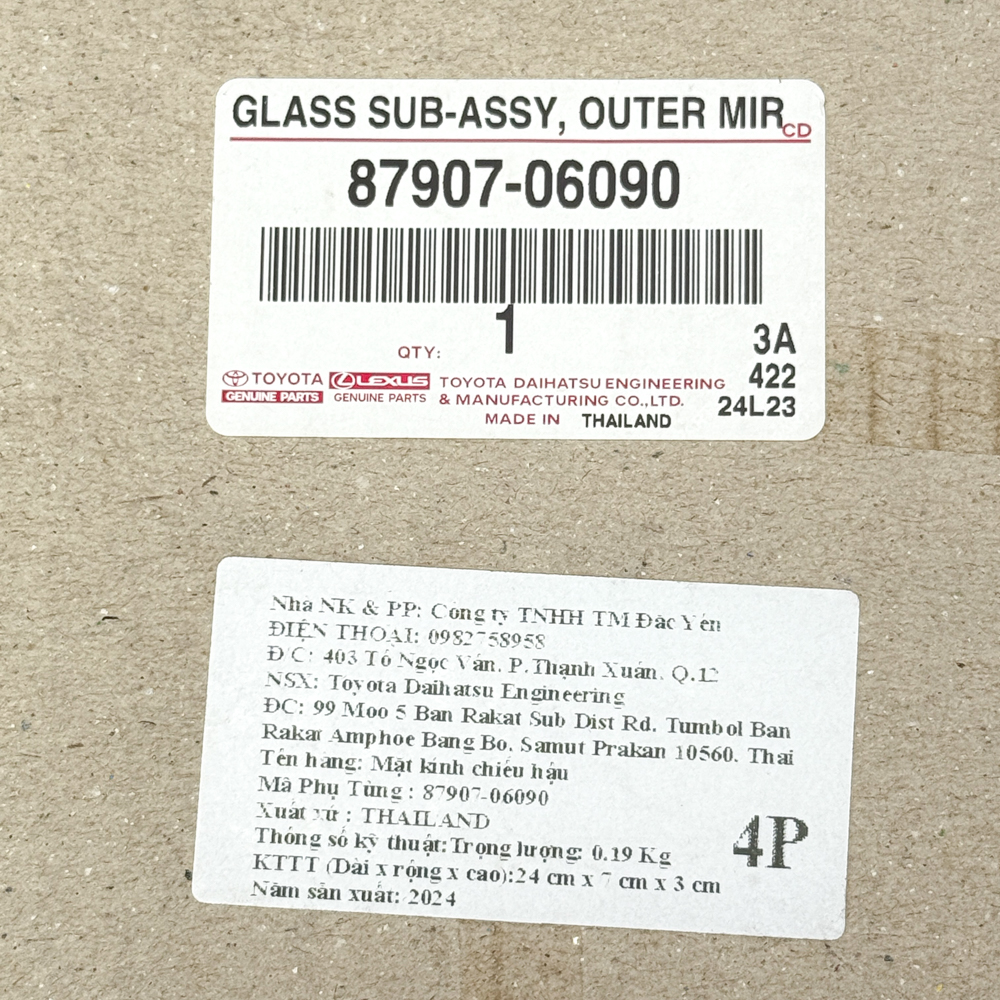 GLASS SUB-ASSY, OUTER MIR
CD
87907-06090
QTY: 1
3A
422
24L23
TOYOTA
GENUINE PARTS
LEXUS
GENUINE PARTS
TOYOTA DAIHATSU ENGINEERING
& MANUFACTURING CO.,LTD.
MADE IN THAILAND
Nhà NK & PP: Công ty TNHH TM Đắc Yến
ĐIỆN THOẠI: 0982758958
Đ/C: 403 Tô Ngọc Vân, P.Thạnh Xuân, Q.12
NSX: Toyota Daihatsu Engineering
ĐC: 99 Moo 5 Ban Rakat Sub Dist Rd, Tumbol Ban
Rakat Amphoe Bang Bo, Samut Prakan 10560, Thai
Tên hàng: Mặt kính chiếu hậu
Mã Phụ Tùng : 87907-06090
Xuất xứ : THAILAND
Thông số kỹ thuật:Trọng lượng: 0.19 Kg
KTTT (Dài x rộng x cao):24 cm x 7 cm x 3 cm
Năm sản xuất: 2024
4P